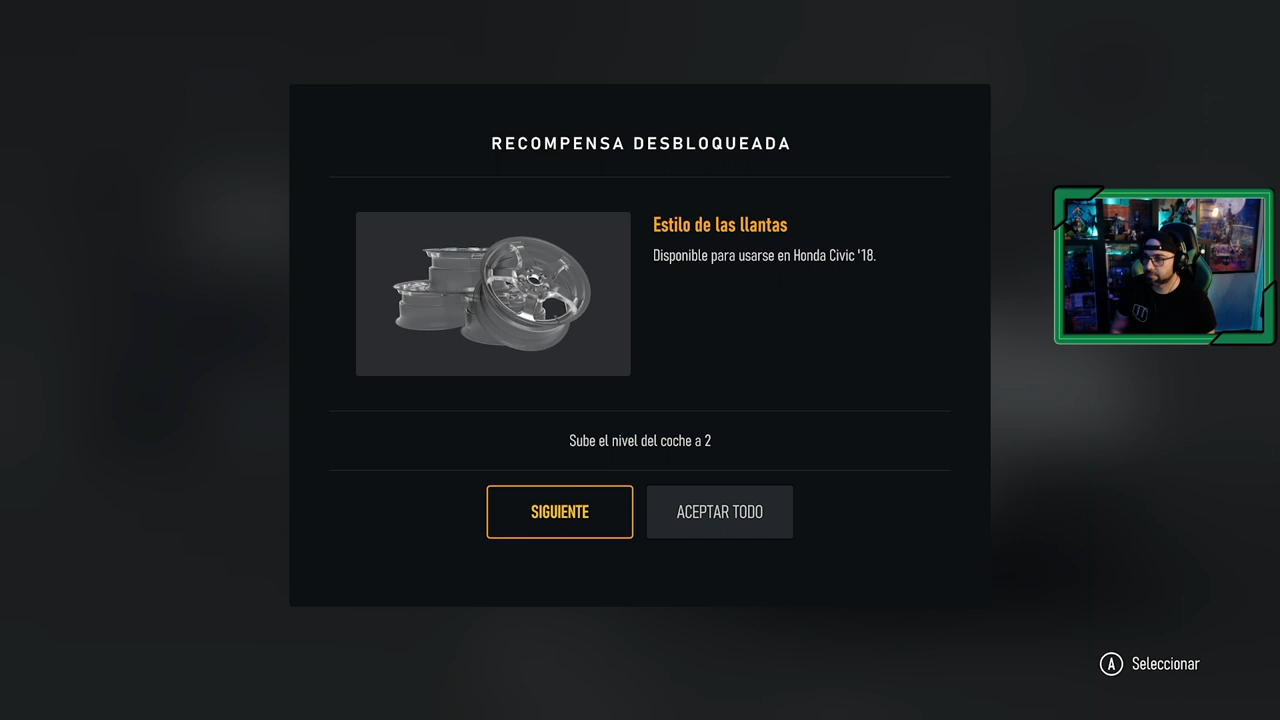 RECOMPENSA DESBLOQUEADA
Estilo de las llantas
Disponible para usarse en Honda Civic '18.
Sube el nivel del coche a 2
SIGUIENTE
ACEPTAR TODO
A Seleccionar